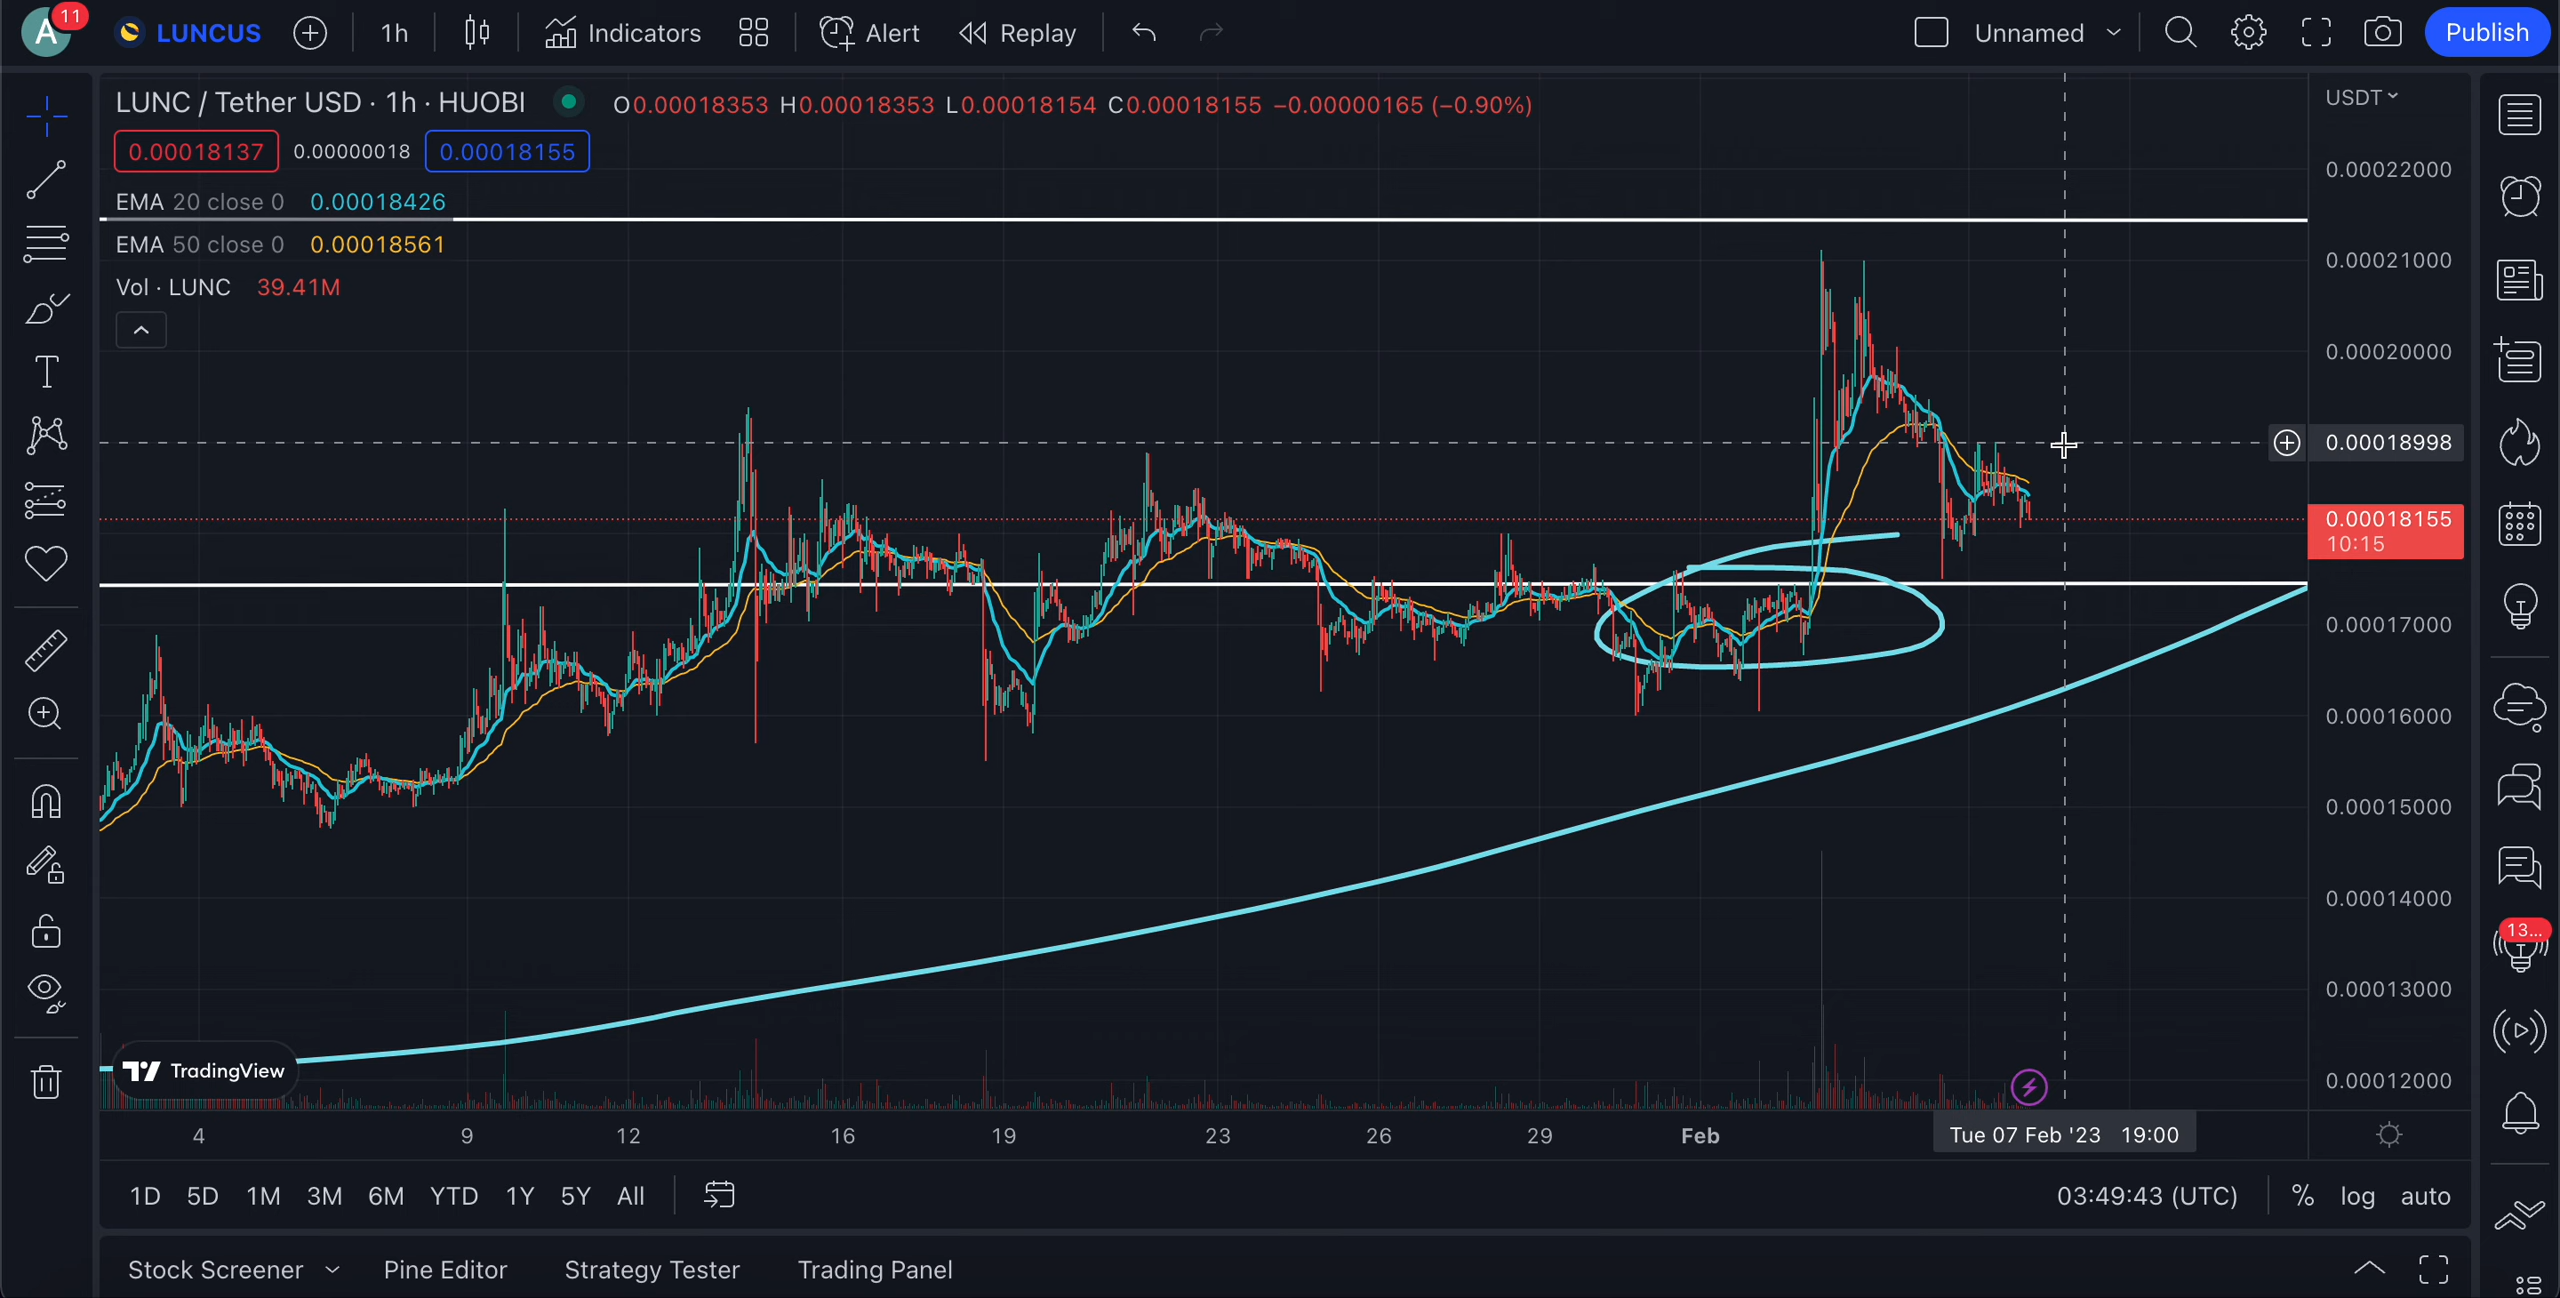 A 11 LUNCUS 1h Indicators Alert Replay Unnamed Publish
LUNC / Tether USD · 1h · HUOBI O0.00018353 H0.00018353 L0.00018154 C0.00018155 −0.00000165 (−0.90%) USDT
0.00018137 0.00000018 0.00018155
EMA 20 close 0 0.00018426
EMA 50 close 0 0.00018561
Vol · LUNC 39.41M
0.00022000
0.00021000
0.00020000
0.00018998
0.00018155
10:15
0.00017000
0.00016000
0.00015000
0.00014000
13...
0.00013000
0.00012000
TradingView
4 9 12 16 19 23 26 29 Feb Tue 07 Feb '23 19:00
1D 5D 1M 3M 6M YTD 1Y 5Y All 03:49:43 (UTC) % log auto
Stock Screener Pine Editor Strategy Tester Trading Panel